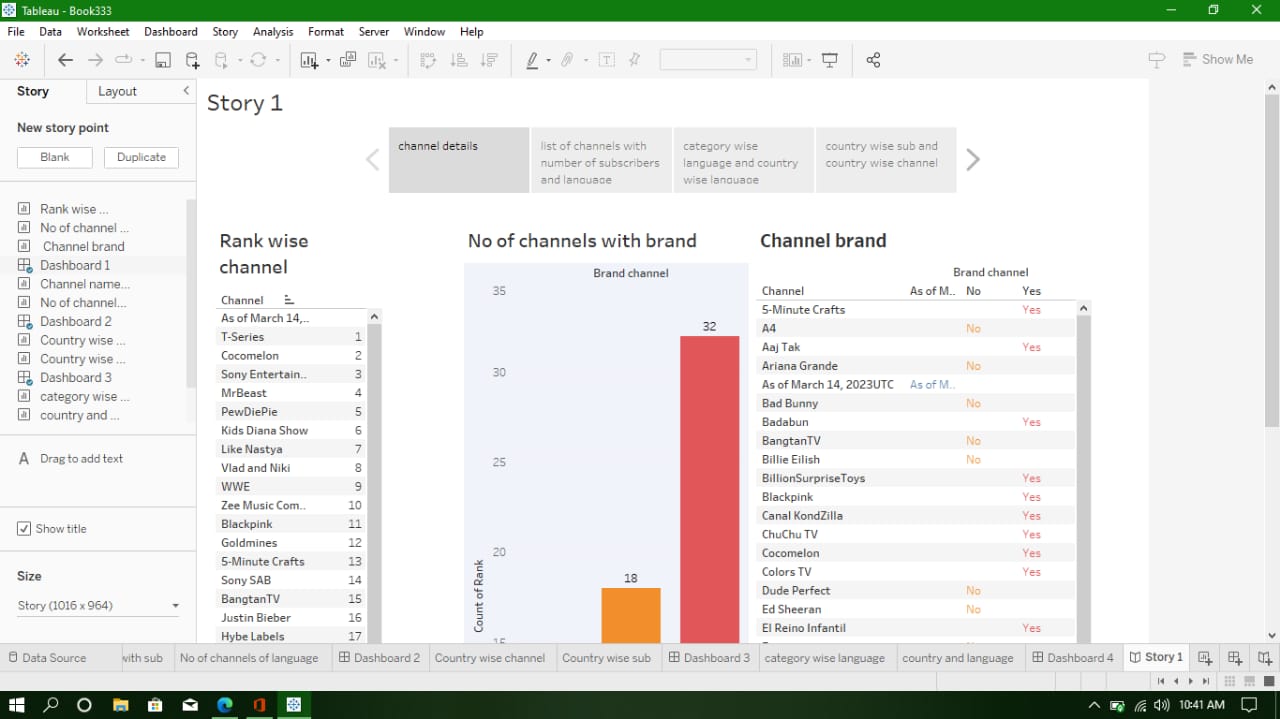 Tableau - Book333
File Data Worksheet Dashboard Story Analysis Format Server Window Help
Show Me
Story Layout
New story point
Blank Duplicate
Rank wise ...
No of channel ...
Channel brand
Dashboard 1
Channel name...
No of channel...
Dashboard 2
Country wise ...
Country wise ...
Dashboard 3
category wise ...
country and ...
A Drag to add text
Show title
Size
Story (1016 x 964)
Story 1
channel details
list of channels with
number of subscribers
and language
category wise
language and country
wise language
country wise sub and
country wise channel
Rank wise
channel
Channel
As of March 14,..
T-Series 1
Cocomelon 2
Sony Entertain.. 3
MrBeast 4
PewDiePie 5
Kids Diana Show 6
Like Nastya 7
Vlad and Niki 8
WWE 9
Zee Music Com.. 10
Blackpink 11
Goldmines 12
5-Minute Crafts 13
Sony SAB 14
BangtanTV 15
Justin Bieber 16
Hybe Labels 17
No of channels with brand
Brand channel
35
30
25
20
15
Count of Rank
18
32
Channel brand
Brand channel
Channel As of M.. No Yes
5-Minute Crafts Yes
A4 No
Aaj Tak Yes
Ariana Grande No
As of March 14, 2023UTC As of M..
Bad Bunny No
Badabun Yes
BangtanTV No
Billie Eilish No
BillionSurpriseToys Yes
Blackpink Yes
Canal KondZilla Yes
ChuChu TV Yes
Cocomelon Yes
Colors TV Yes
Dude Perfect No
Ed Sheeran No
El Reino Infantil Yes
Data Source with sub No of channels of language Dashboard 2 Country wise channel Country wise sub Dashboard 3 category wise language country and language Dashboard 4 Story 1
10:41 AM